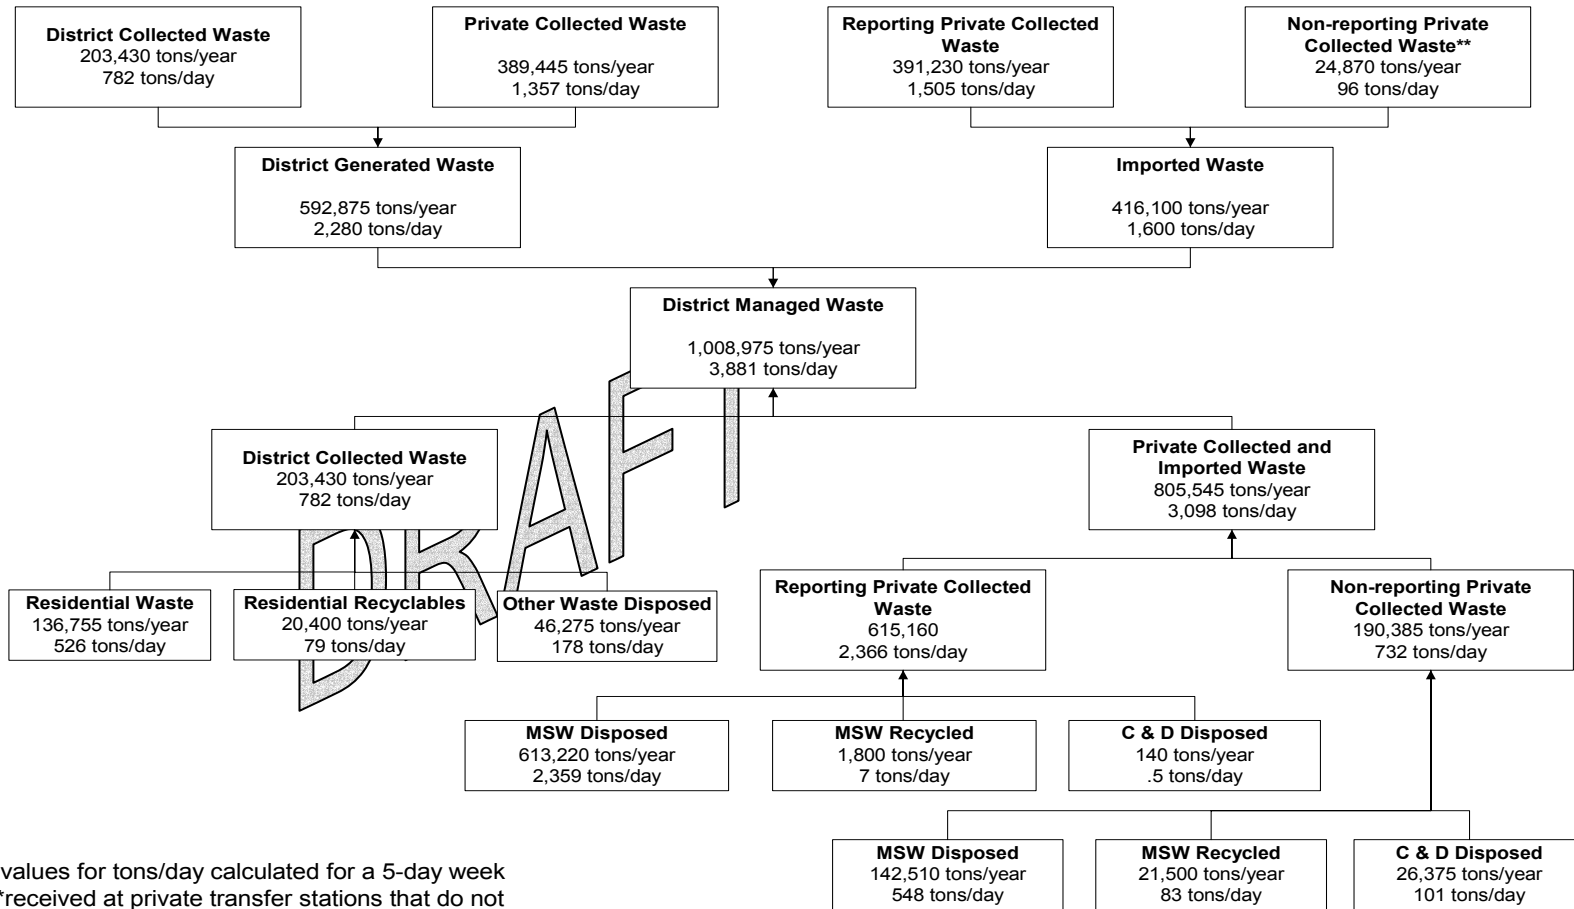 District Collected Waste
203,430 tons/year
782 tons/day
Private Collected Waste
389,445 tons/year
1,357 tons/day
Reporting Private Collected
Waste
391,230 tons/year
1,505 tons/day
Non-reporting Private
Collected Waste**
24,870 tons/year
96 tons/day
District Generated Waste
592,875 tons/year
2,280 tons/day
Imported Waste
416,100 tons/year
1,600 tons/day
District Managed Waste
1,008,975 tons/year
3,881 tons/day
DRAFT
District Collected Waste
203,430 tons/year
782 tons/day
Private Collected and
Imported Waste
805,545 tons/year
3,098 tons/day
Residential Waste
136,755 tons/year
526 tons/day
Residential Recyclables
20,400 tons/year
79 tons/day
Other Waste Disposed
46,275 tons/year
178 tons/day
Reporting Private Collected
Waste
615,160
2,366 tons/day
Non-reporting Private
Collected Waste
190,385 tons/year
732 tons/day
MSW Disposed
613,220 tons/year
2,359 tons/day
MSW Recycled
1,800 tons/year
7 tons/day
C & D Disposed
140 tons/year
.5 tons/day
MSW Disposed
142,510 tons/year
548 tons/day
MSW Recycled
21,500 tons/year
83 tons/day
C & D Disposed
26,375 tons/year
101 tons/day
values for tons/day calculated for a 5-day week
*received at private transfer stations that do not